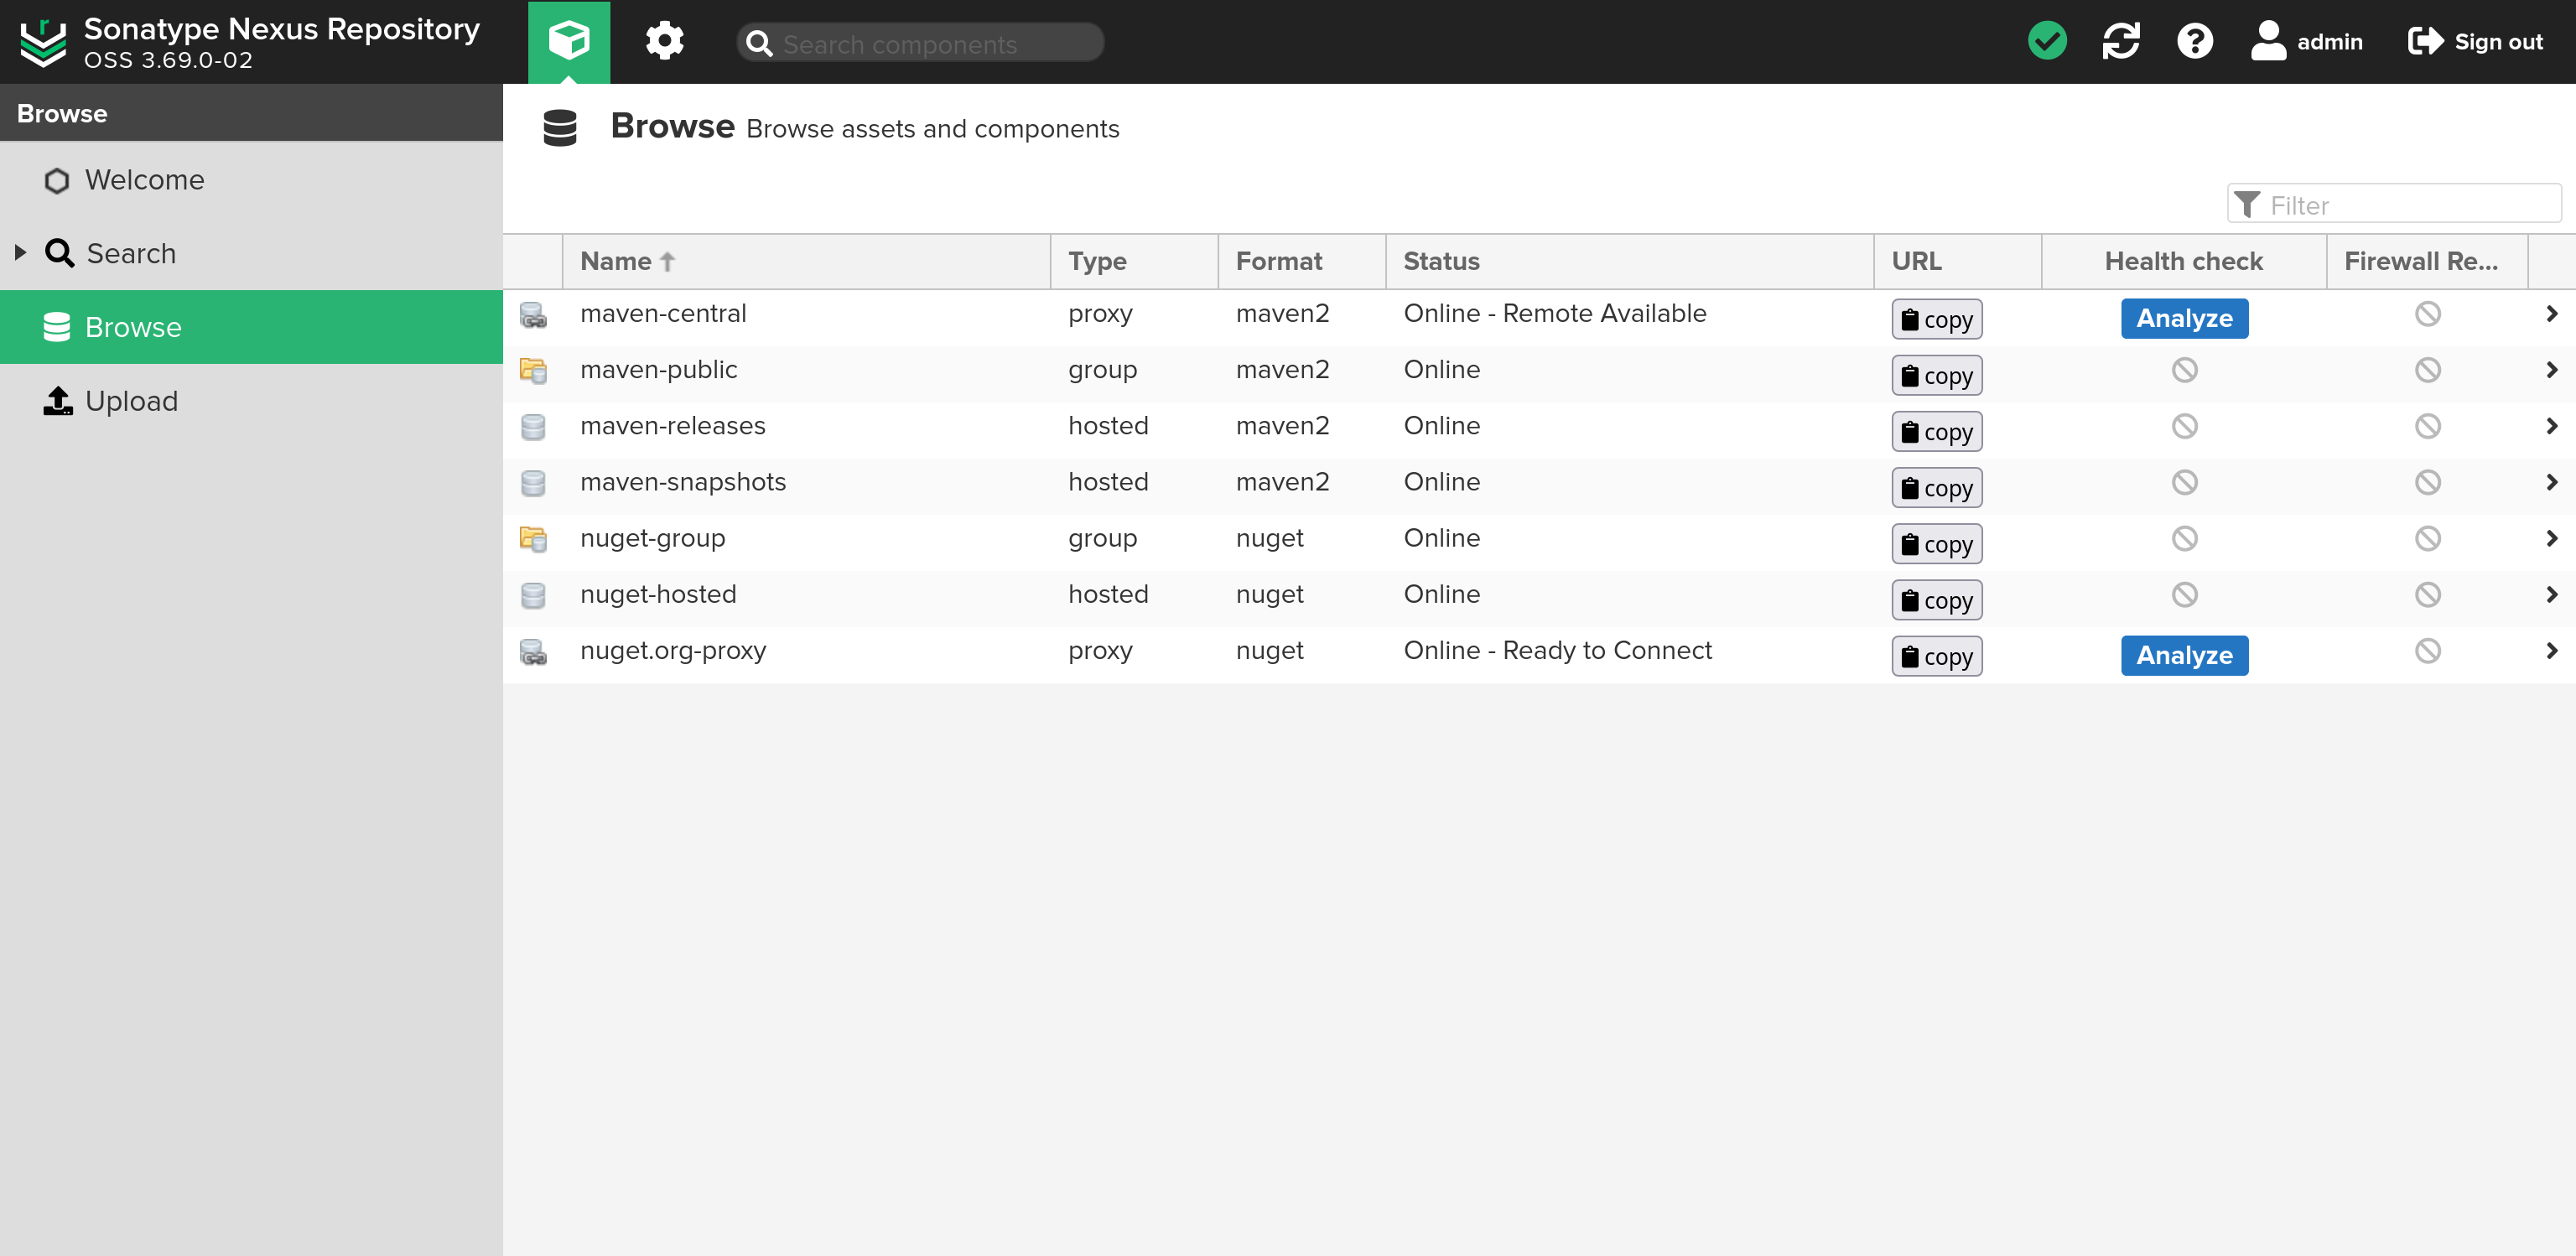 Sonatype Nexus Repository
OSS 3.69.0-02
Search components
admin
Sign out
Browse
Welcome
Search
Browse
Upload
Browse Browse assets and components
Filter
Name Type Format Status URL Health check Firewall Re...
maven-central proxy maven2 Online - Remote Available copy Analyze
maven-public group maven2 Online copy
maven-releases hosted maven2 Online copy
maven-snapshots hosted maven2 Online copy
nuget-group group nuget Online copy
nuget-hosted hosted nuget Online copy
nuget.org-proxy proxy nuget Online - Ready to Connect copy Analyze